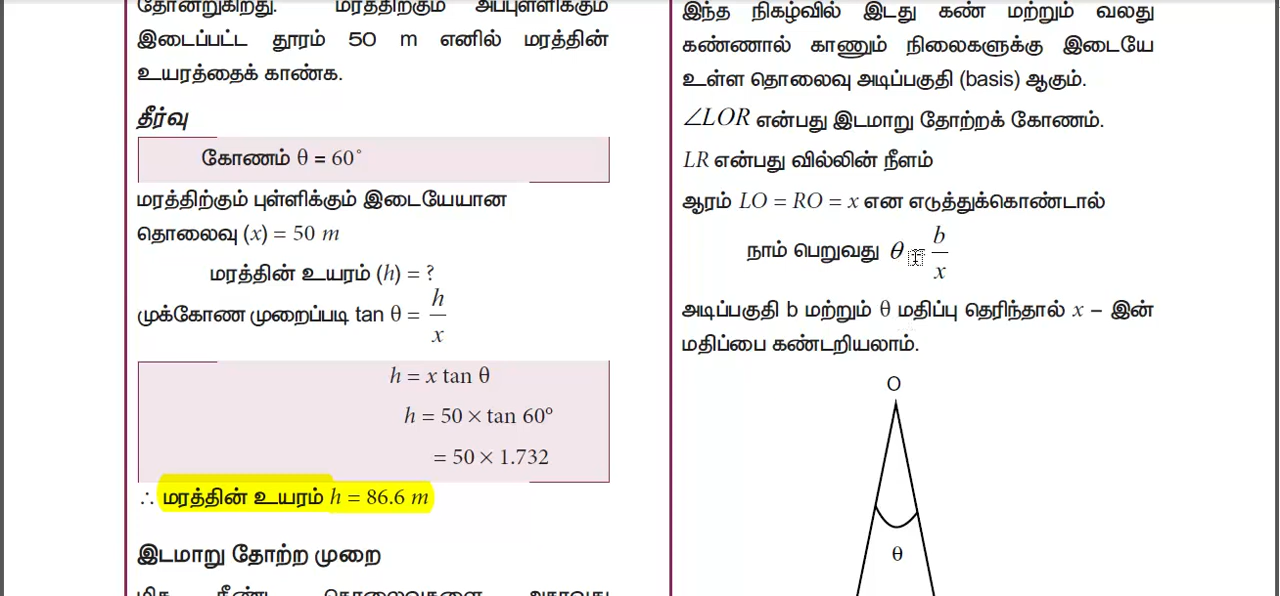 தோன்றுகிறது. மரத்திற்கும் அப்புள்ளிக்கும்
இடைப்பட்ட தூரம் 50 m எனில் மரத்தின்
உயரத்தைக் காண்க.
தீர்வு
கோணம் θ = 60°
மரத்திற்கும் புள்ளிக்கும் இடையேயான
தொலைவு (x) = 50 m
மரத்தின் உயரம் (h) = ?
முக்கோண முறைப்படி tan θ = h/x
h = x tan θ
h = 50 × tan 60°
= 50 × 1.732
∴ மரத்தின் உயரம் h = 86.6 m
இடமாறு தோற்ற முறை
இந்த நிகழ்வில் இடது கண் மற்றும் வலது
கண்ணால் காணும் நிலைகளுக்கு இடையே
உள்ள தொலைவு அடிப்பகுதி (basis) ஆகும்.
∠LOR என்பது இடமாறு தோற்றக் கோணம்.
LR என்பது வில்லின் நீளம்
ஆரம் LO = RO = x என எடுத்துக்கொண்டால்
நாம் பெறுவது θ = b/x
அடிப்பகுதி b மற்றும் θ மதிப்பு தெரிந்தால் x – இன்
மதிப்பை கண்டறியலாம்.
O
θ